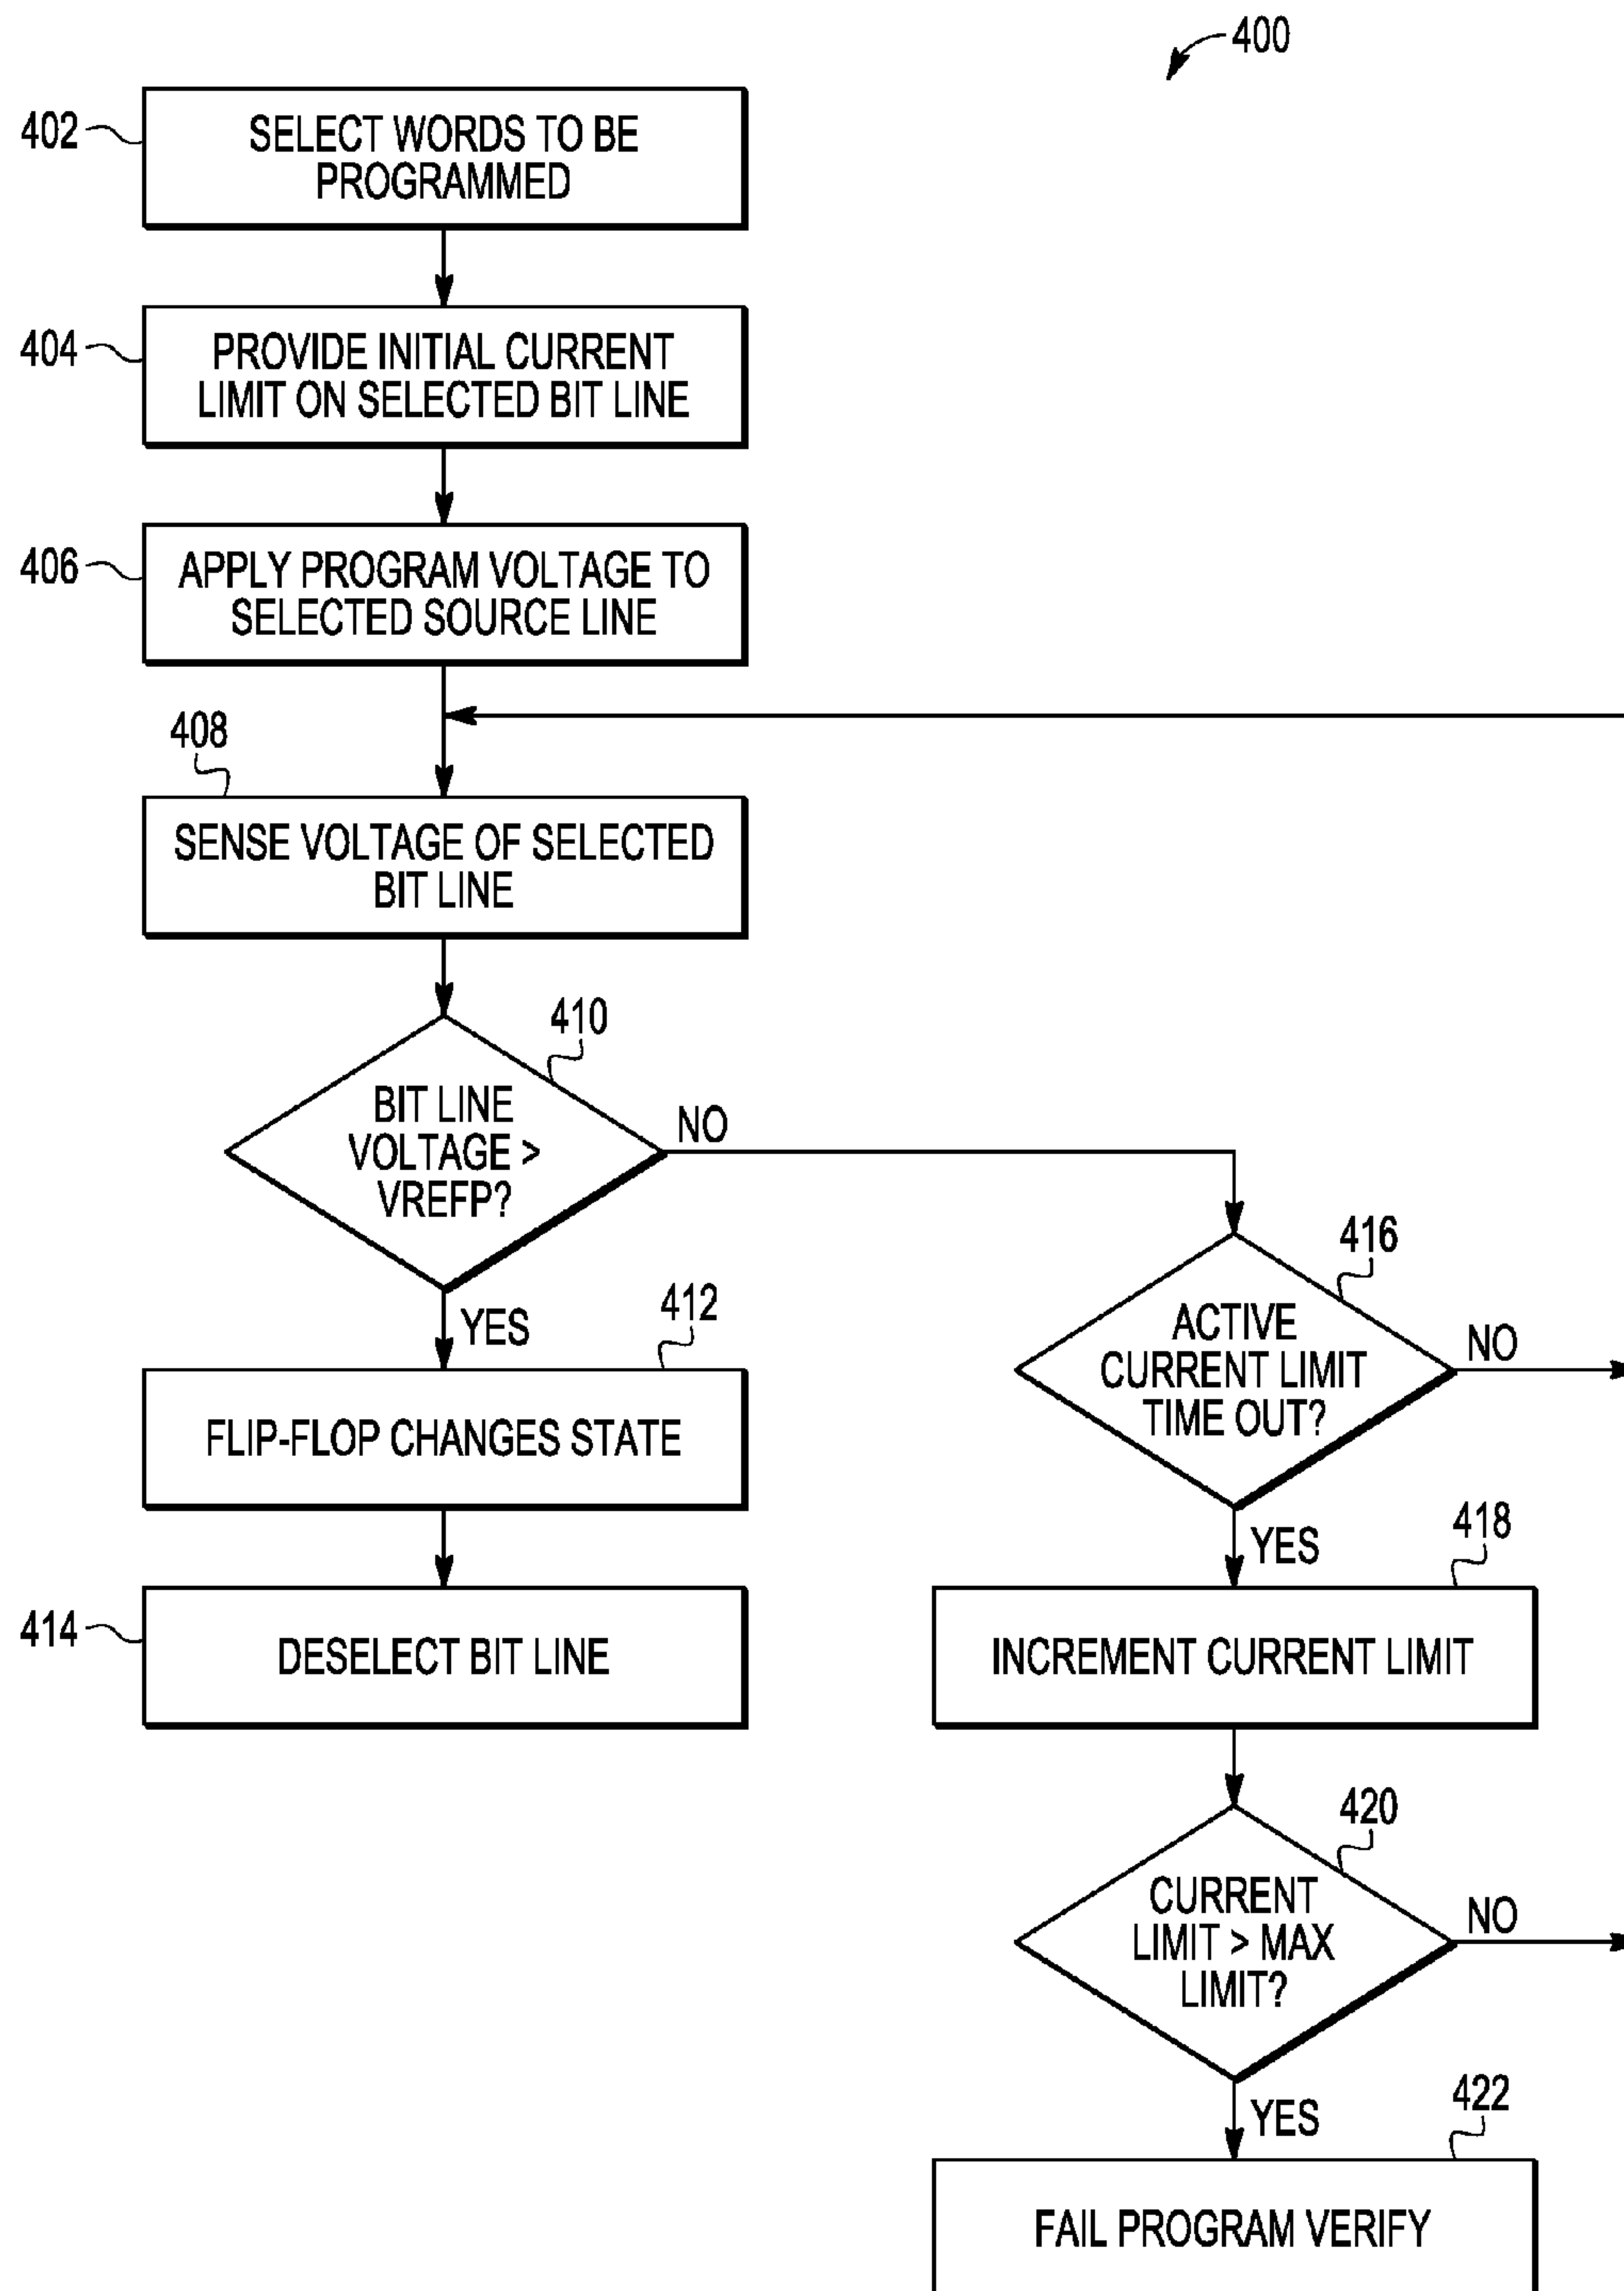 400
402
SELECT WORDS TO BE
PROGRAMMED
404
PROVIDE INITIAL CURRENT
LIMIT ON SELECTED BIT LINE
406
APPLY PROGRAM VOLTAGE TO
SELECTED SOURCE LINE
408
SENSE VOLTAGE OF SELECTED
BIT LINE
410
BIT LINE
VOLTAGE >
VREFP?
NO
YES
412
FLIP-FLOP CHANGES STATE
414
DESELECT BIT LINE
416
ACTIVE
CURRENT LIMIT
TIME OUT?
NO
YES
418
INCREMENT CURRENT LIMIT
420
CURRENT
LIMIT > MAX
LIMIT?
NO
YES
422
FAIL PROGRAM VERIFY